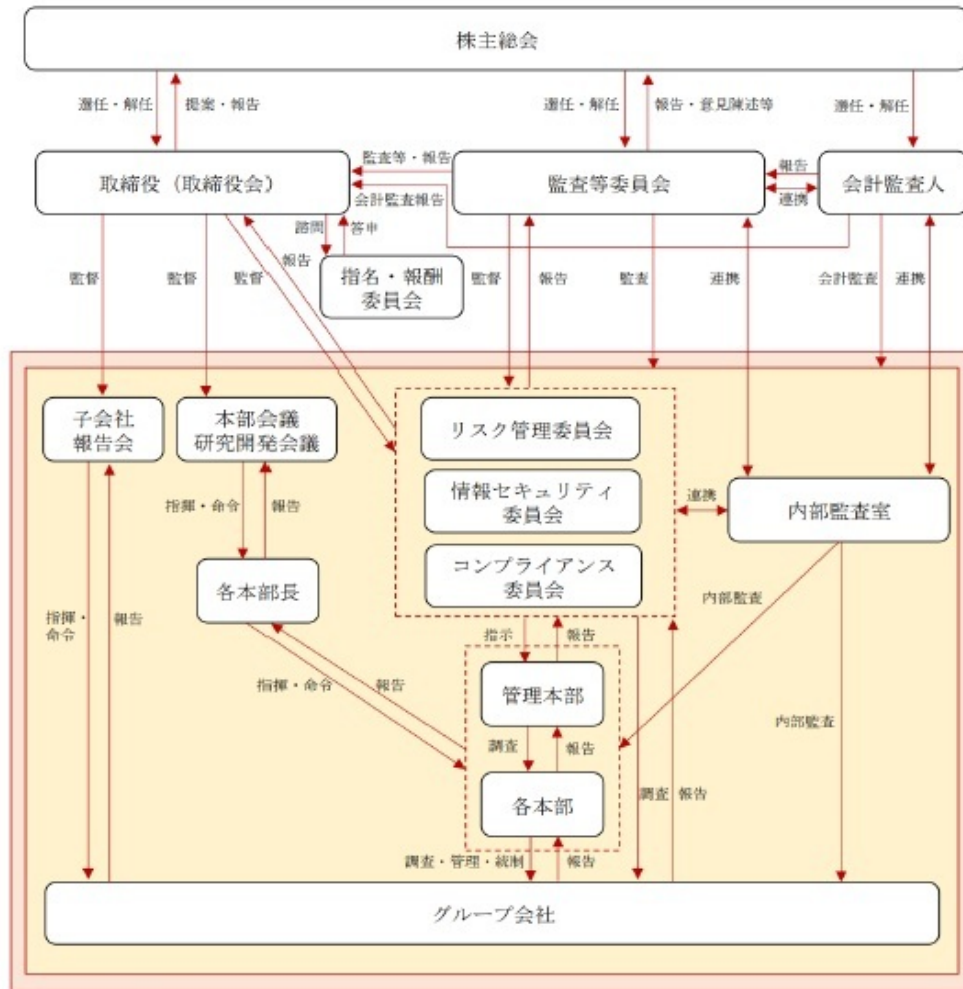 株主総会
選任・解任
提案・報告
選任・解任
報告・意見陳述等
選任・解任
取締役（取締役会）
監査等・報告
会計監査報告
監査等委員会
報告
連携
会計監査人
諮問
答申
指名・報酬
委員会
監督
監督
監督
報告
監督
報告
監査
連携
会計監査
連携
子会社
報告会
本部会議
研究開発会議
リスク管理委員会
情報セキュリティ
委員会
コンプライアンス
委員会
連携
内部監査室
指揮・命令
報告
各本部長
指揮・
命令
報告
内部監査
指示
報告
指揮・命令
報告
管理本部
調査
報告
各本部
内部監査
調査
報告
調査・管理・統制
報告
グループ会社